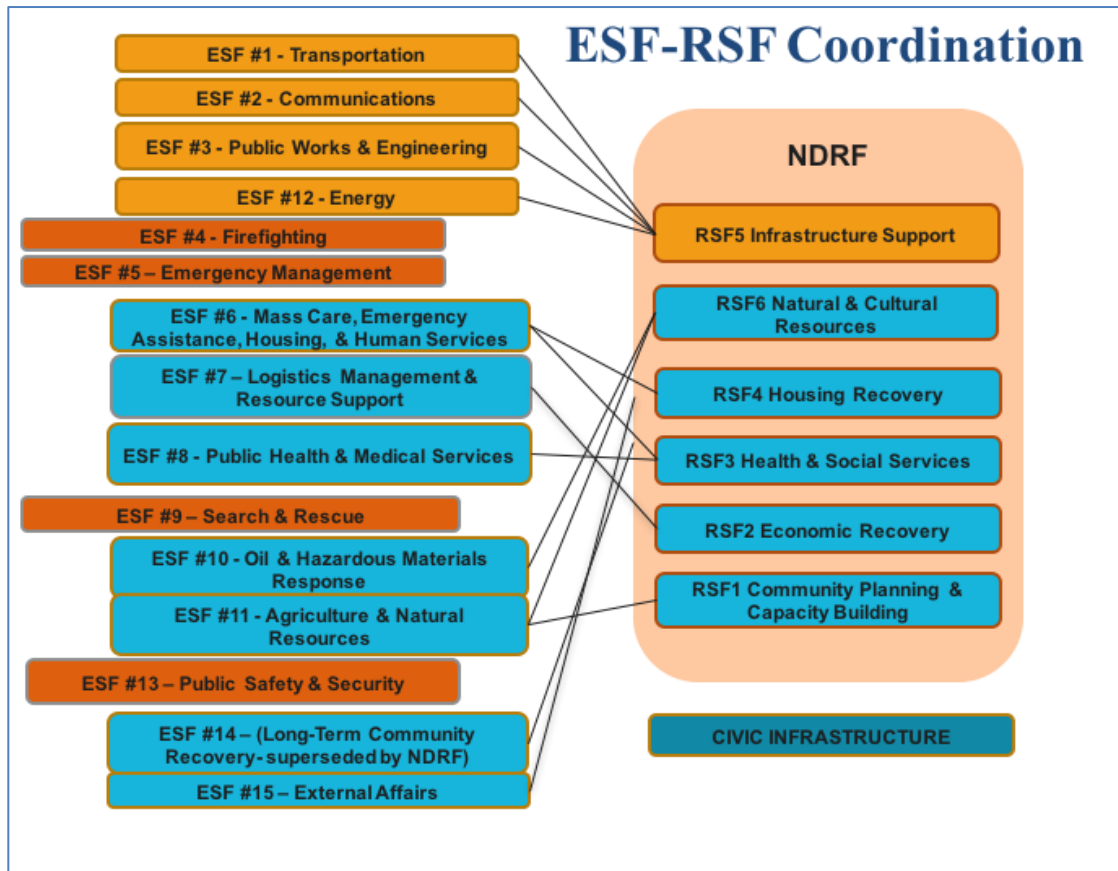 ESF-RSF Coordination
ESF #1 - Transportation
ESF #2 - Communications
ESF #3 - Public Works & Engineering
ESF #12 - Energy
ESF #4 - Firefighting
ESF #5 – Emergency Management
ESF #6 - Mass Care, Emergency
Assistance, Housing, & Human Services
ESF #7 – Logistics Management &
Resource Support
ESF #8 - Public Health & Medical Services
ESF #9 – Search & Rescue
ESF #10 - Oil & Hazardous Materials
Response
ESF #11 - Agriculture & Natural
Resources
ESF #13 – Public Safety & Security
ESF #14 – (Long-Term Community
Recovery- superseded by NDRF)
ESF #15 – External Affairs
NDRF
RSF5 Infrastructure Support
RSF6 Natural & Cultural
Resources
RSF4 Housing Recovery
RSF3 Health & Social Services
RSF2 Economic Recovery
RSF1 Community Planning &
Capacity Building
CIVIC INFRASTRUCTURE